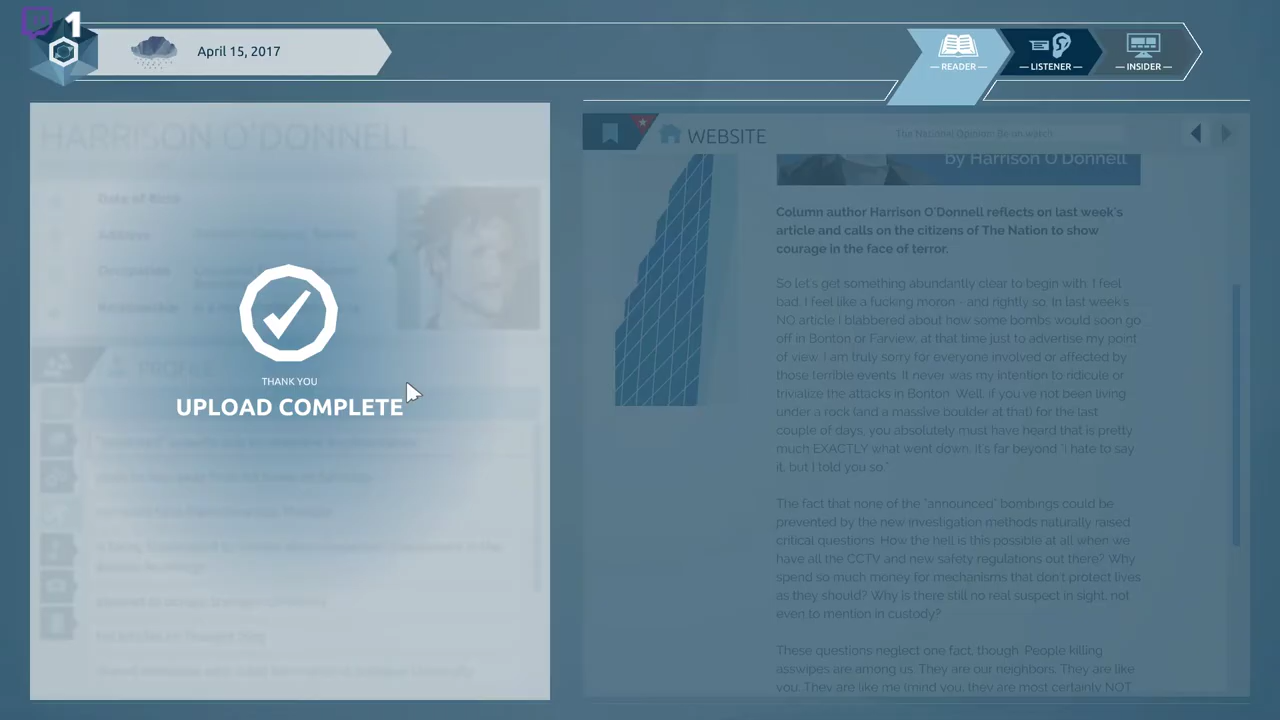 1
April 15, 2017
— READER —
— LISTENER —
— INSIDER —
HARRISON O'DONNELL
Date of Birth
Address
Occupation
Relationship
THANK YOU
UPLOAD COMPLETE
WEBSITE
The National Opinion: Be on watch
by Harrison O'Donnell
Column author Harrison O'Donnell reflects on last week's
article and calls on the citizens of The Nation to show
courage in the face of terror.
So let's get something abundantly clear to begin with: I feel
bad. I feel like a fucking moron - and rightly so. In last week's
NO article I blabbered about how some bombs would soon go
off in Bonton or Farview, at that time just to advertise my point
of view. I am truly sorry for everyone involved or affected by
those terrible events. It never was my intention to ridicule or
trivialize the attacks in Bonton. Well, if you've not been living
under a rock (and a massive boulder at that) for the last
couple of days, you absolutely must have heard that is pretty
much EXACTLY what went down. It's far beyond "I hate to say
it, but I told you so."
The fact that none of the "announced" bombings could be
prevented by the new investigation methods naturally raised
critical questions. How the hell is this possible at all when we
have all the CCTV and new safety regulations out there? Why
spend so much money for mechanisms that don't protect lives
as they should? Why is there still no real suspect in sight, not
even to mention in custody?
These questions neglect one fact, though. People killing
asswipes are among us. They are our neighbors. They are like
you. They are like me (mind you, they are most certainly NOT